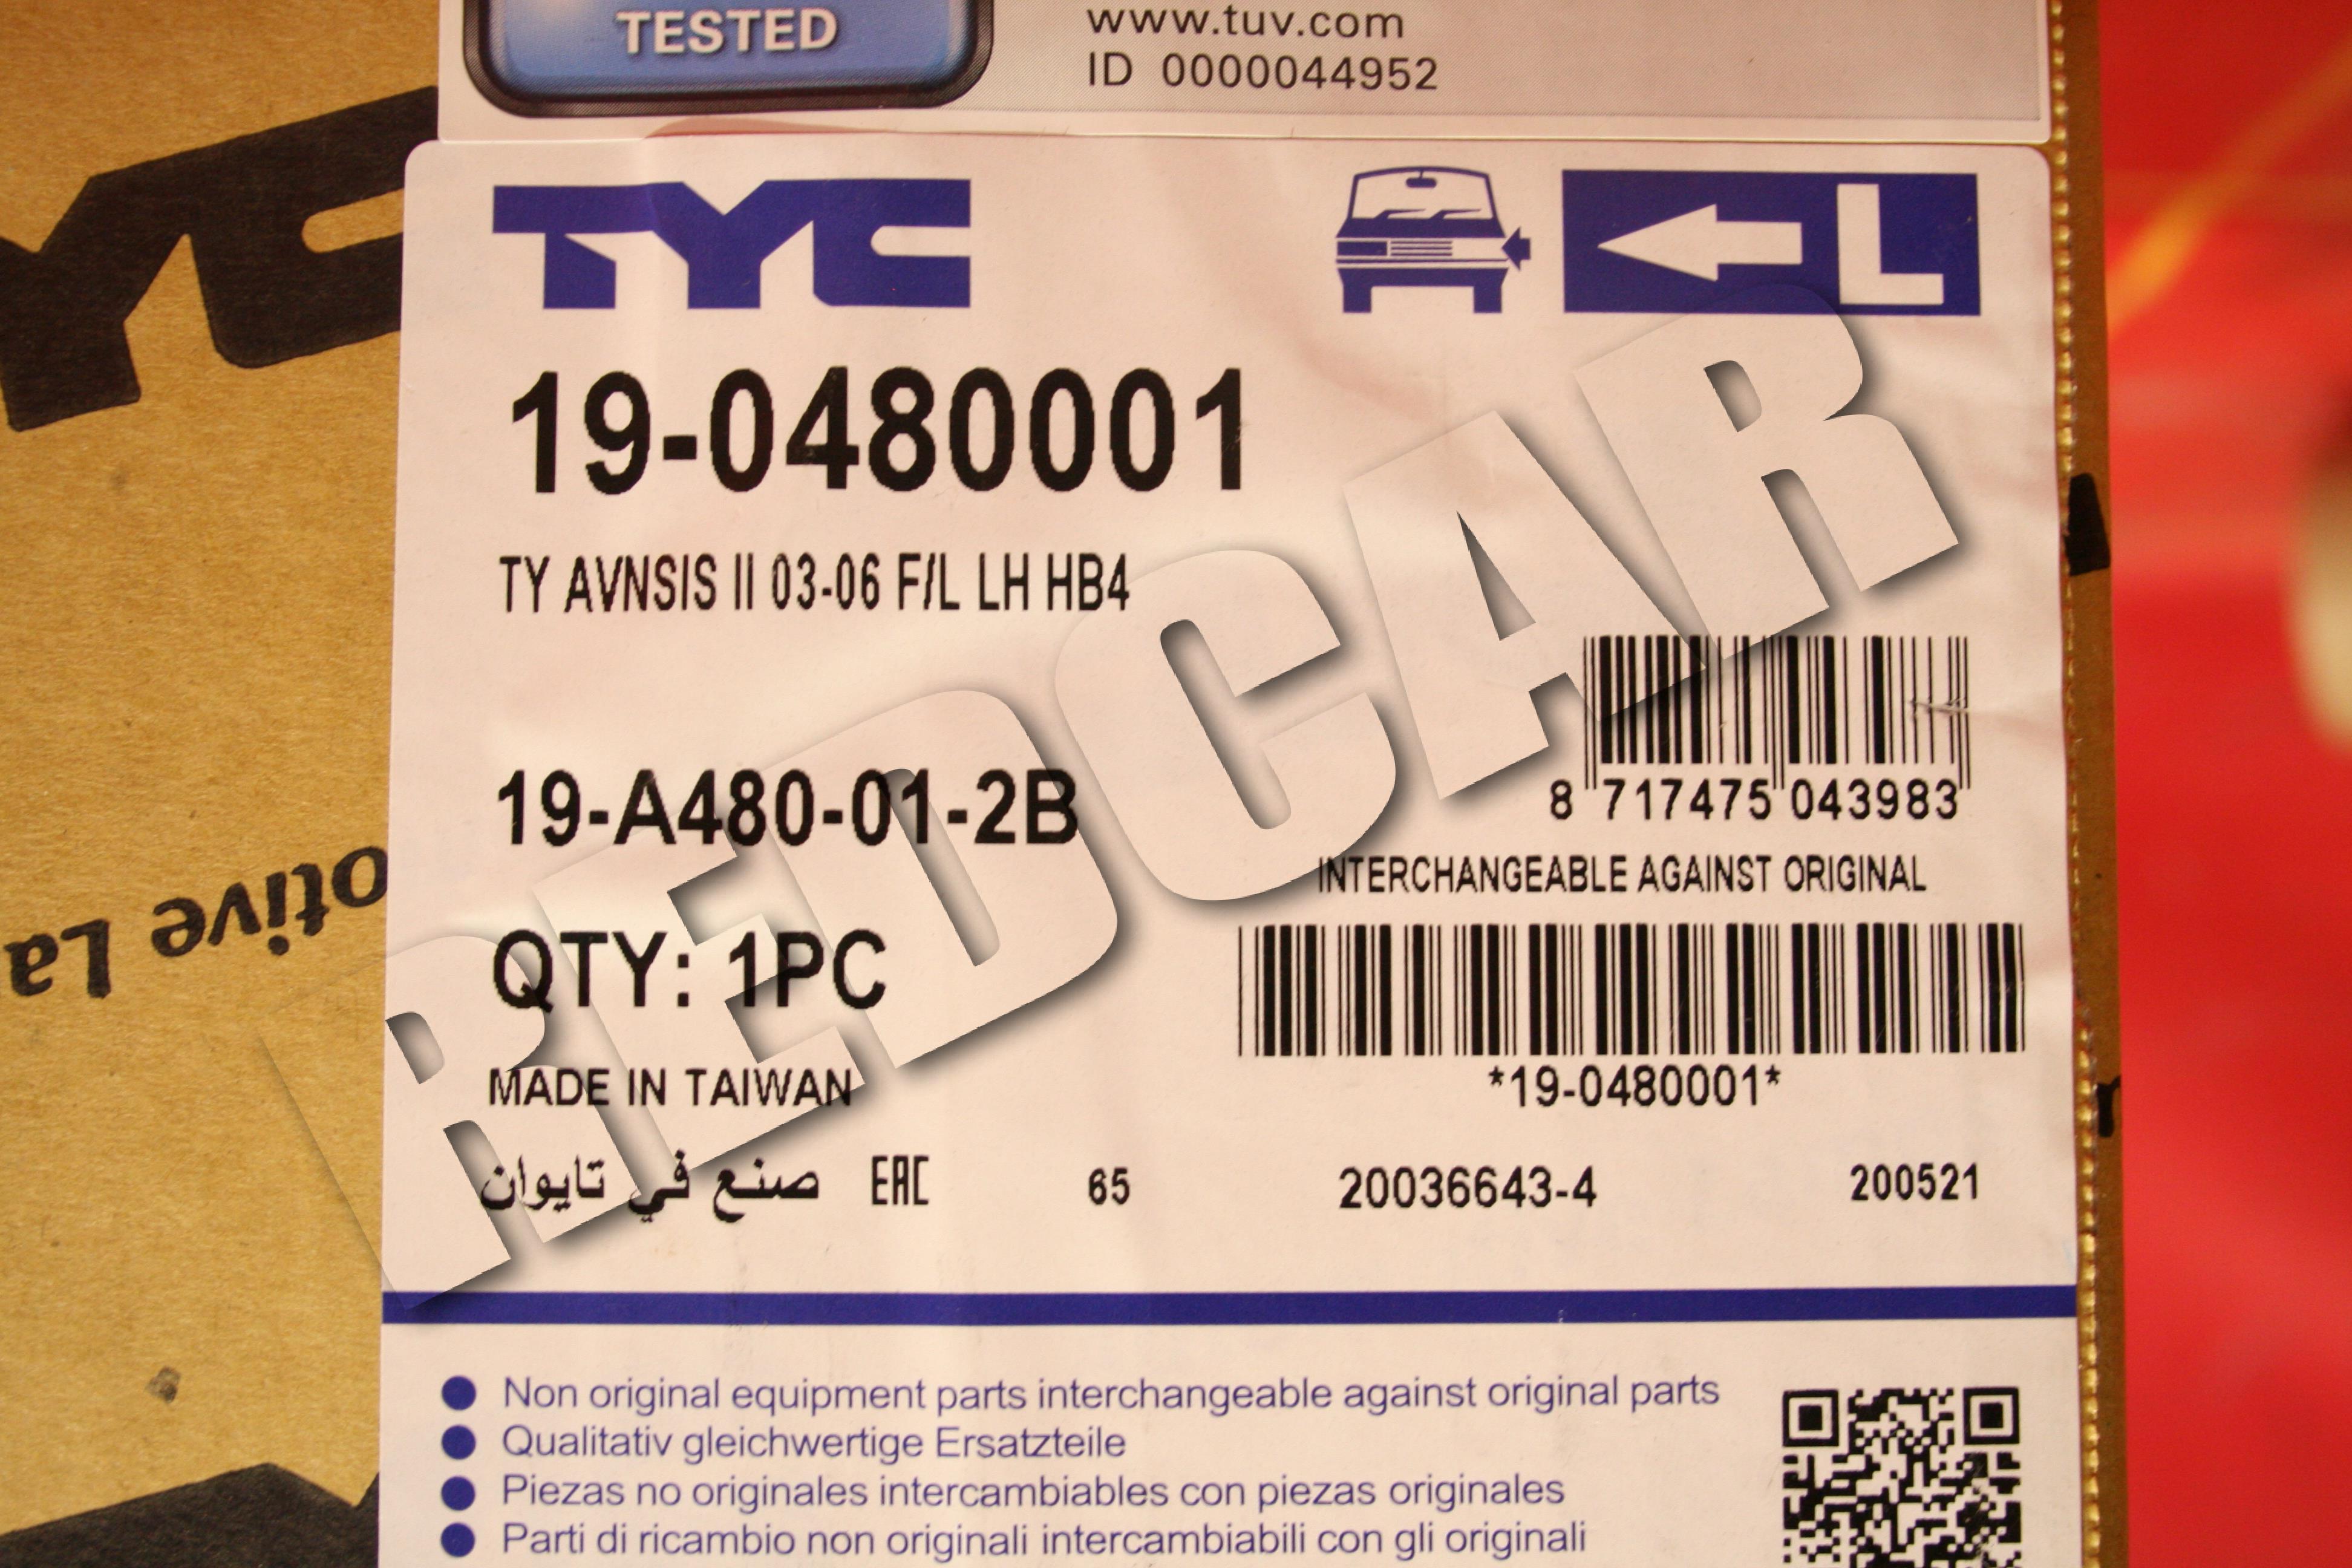 TESTED
www.tuv.com
ID 0000044952
TYC
L
19-0480001
TY AVNSIS II 03-06 F/L LH HB4
19-A480-01-2B
8 717475 043983
INTERCHANGEABLE AGAINST ORIGINAL
QTY: 1PC
MADE IN TAIWAN
*19-0480001*
صنع في تايوان EAC 65 20036643-4 200521
Non original equipment parts interchangeable against original parts
Qualitativ gleichwertige Ersatzteile
Piezas no originales intercambiables con piezas originales
Parti di ricambio non originali intercambiabili con gli originali
REDCAR
YC
otive La